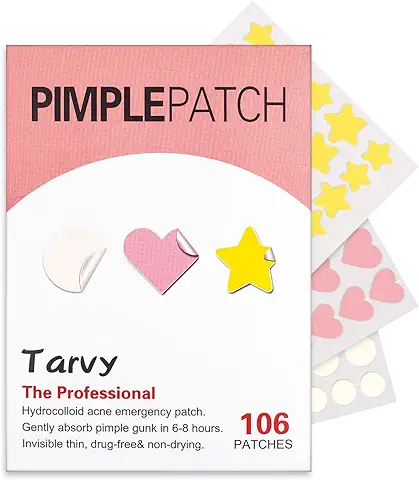 PIMPLEPATCH
Tarvy
The Professional
Hydrocolloid acne emergency patch.
Gently absorb pimple gunk in 6-8 hours.
Invisible thin, drug-free& non-drying.
106
PATCHES